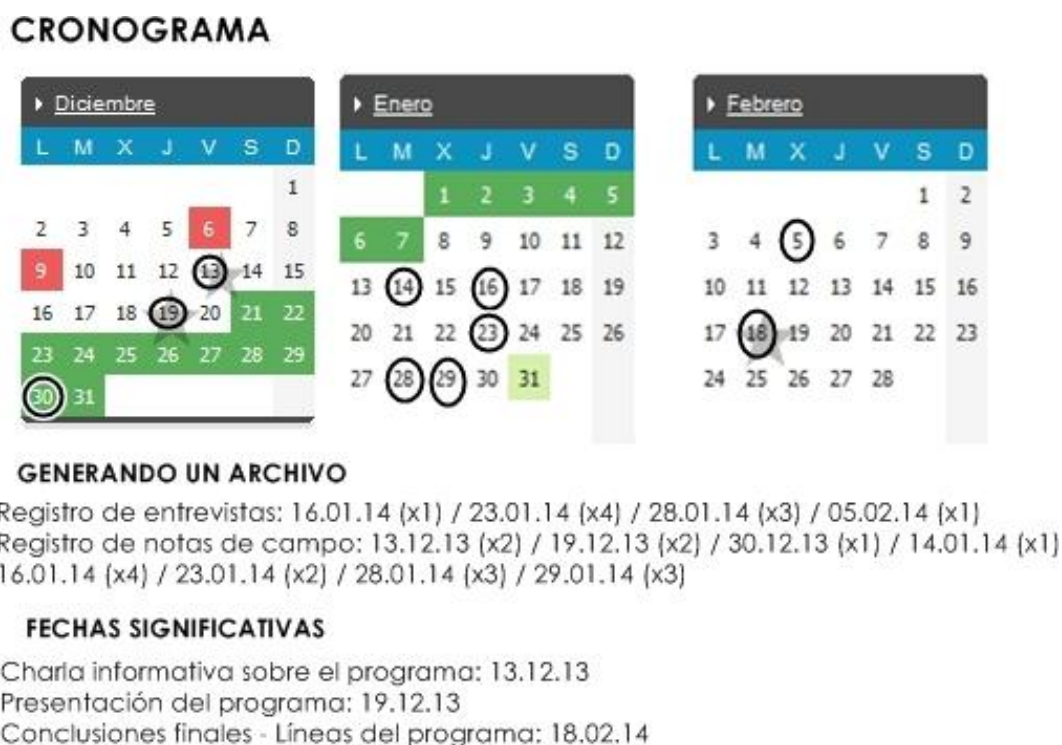 CRONOGRAMA
Diciembre
L M X J V S D
1
2 3 4 5 6 7 8
9 10 11 12 13 14 15
16 17 18 19 20 21 22
23 24 25 26 27 28 29
30 31
Enero
L M X J V S D
1 2 3 4 5
6 7 8 9 10 11 12
13 14 15 16 17 18 19
20 21 22 23 24 25 26
27 28 29 30 31
Febrero
L M X J V S D
1 2
3 4 5 6 7 8 9
10 11 12 13 14 15 16
17 18 19 20 21 22 23
24 25 26 27 28
GENERANDO UN ARCHIVO
Registro de entrevistas: 16.01.14 (x1) / 23.01.14 (x4) / 28.01.14 (x3) / 05.02.14 (x1)
Registro de notas de campo: 13.12.13 (x2) / 19.12.13 (x2) / 30.12.13 (x1) / 14.01.14 (x1)
16.01.14 (x4) / 23.01.14 (x2) / 28.01.14 (x3) / 29.01.14 (x3)
FECHAS SIGNIFICATIVAS
Charla informativa sobre el programa: 13.12.13
Presentación del programa: 19.12.13
Conclusiones finales - Líneas del programa: 18.02.14